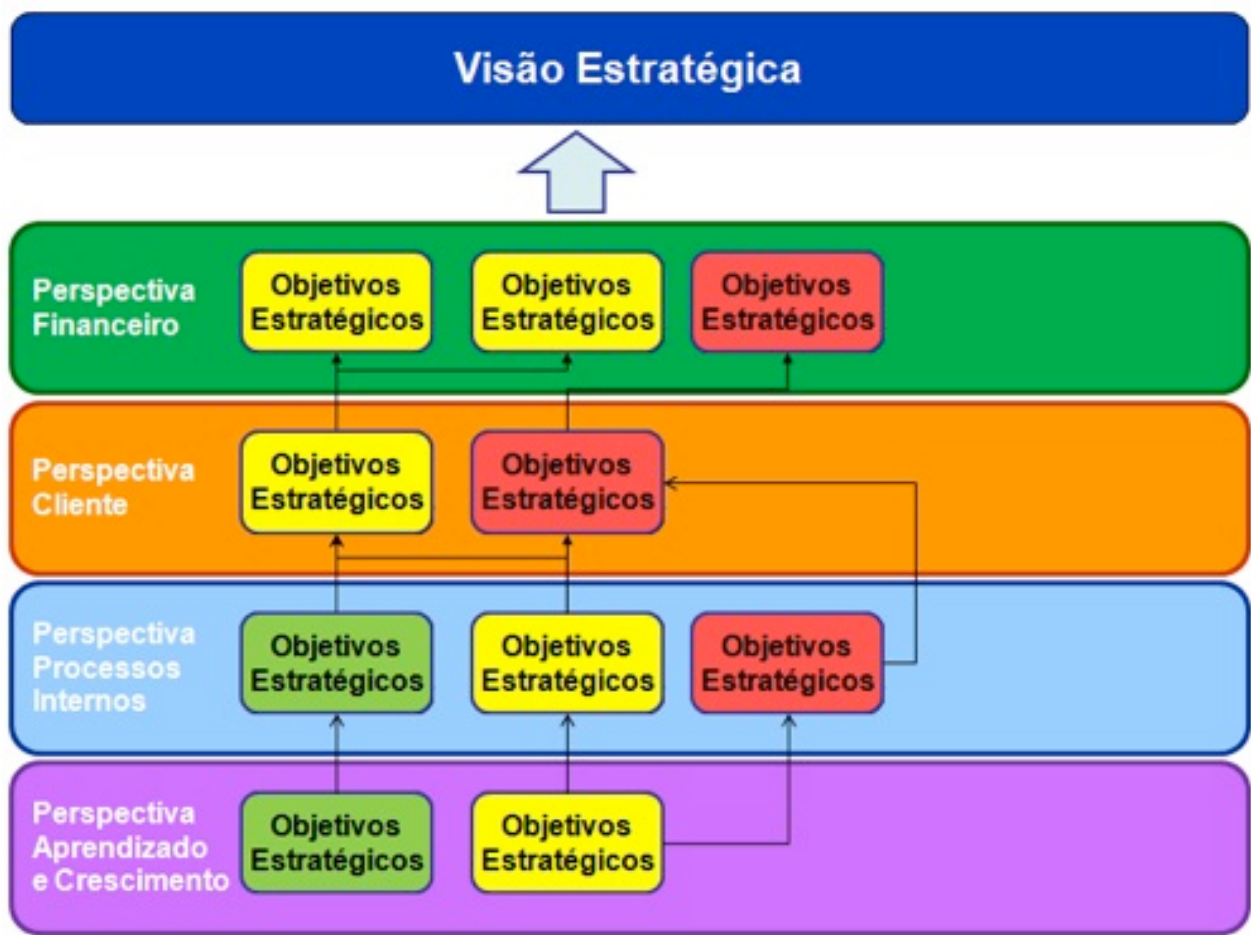 Visão Estratégica
Perspectiva
Financeiro
Objetivos
Estratégicos
Objetivos
Estratégicos
Objetivos
Estratégicos
Perspectiva
Cliente
Objetivos
Estratégicos
Objetivos
Estratégicos
Perspectiva
Processos
Internos
Objetivos
Estratégicos
Objetivos
Estratégicos
Objetivos
Estratégicos
Perspectiva
Aprendizado
e Crescimento
Objetivos
Estratégicos
Objetivos
Estratégicos